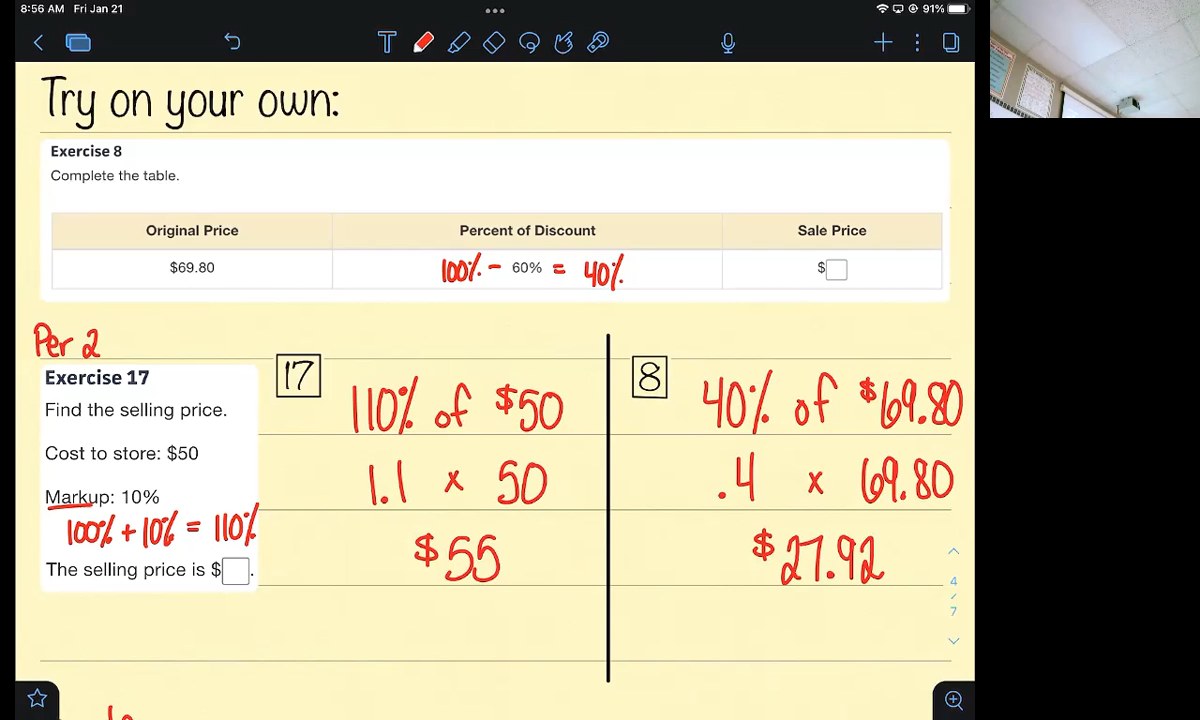 8:56 AM Fri Jan 21
91%
T
Try on your own:
Exercise 8
Complete the table.
Original Price Percent of Discount Sale Price
$69.80 100% - 60% = 40% $
Per 2
Exercise 17
Find the selling price.
Cost to store: $50
Markup: 10%
100% + 10% = 110%
The selling price is $ .
17
110% of $50
1.1 x 50
$55
8
40% of $69.80
.4 x 69.80
$27.92
4
/
7